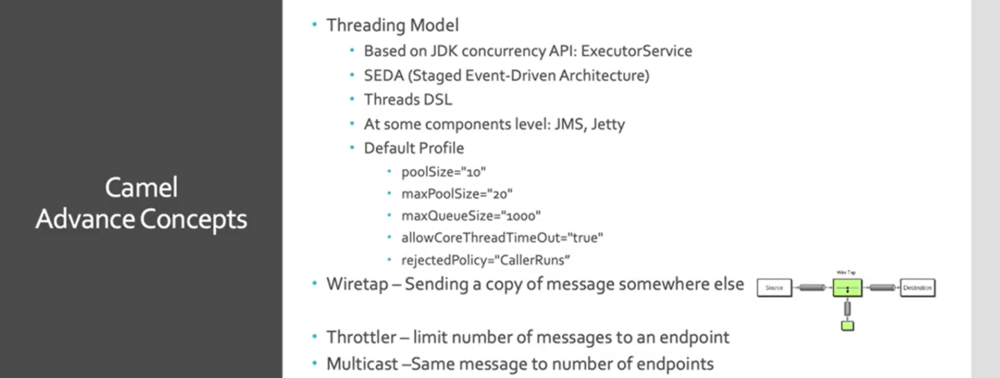 Camel
Advance Concepts
Threading Model
Based on JDK concurrency API: ExecutorService
SEDA (Staged Event-Driven Architecture)
Threads DSL
At some components level: JMS, Jetty
Default Profile
poolSize="10"
maxPoolSize="20"
maxQueueSize="1000"
allowCoreThreadTimeOut="true"
rejectedPolicy="CallerRuns”
Wiretap – Sending a copy of message somewhere else
Wire Tap
Source
Destination
Throttler – limit number of messages to an endpoint
Multicast –Same message to number of endpoints